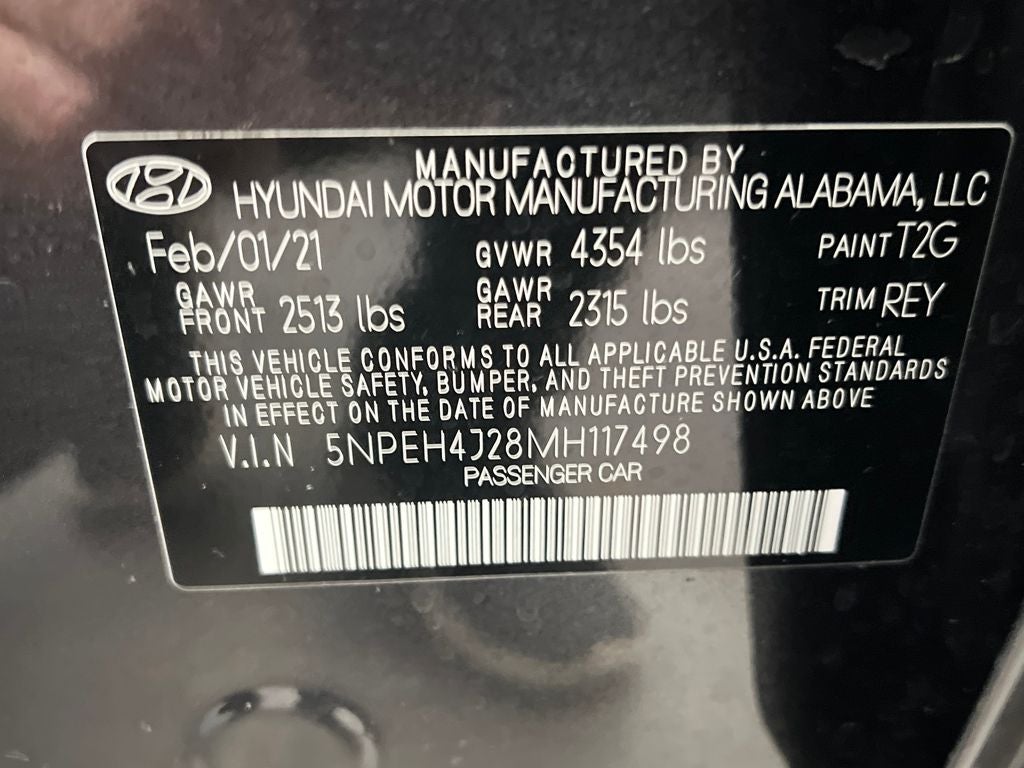 MANUFACTURED BY
HYUNDAI MOTOR MANUFACTURING ALABAMA, LLC
Feb/01/21 GVWR 4354 lbs PAINT T2G
GAWR FRONT 2513 lbs GAWR REAR 2315 lbs TRIM REY
THIS VEHICLE CONFORMS TO ALL APPLICABLE U.S.A. FEDERAL
MOTOR VEHICLE SAFETY, BUMPER, AND THEFT PREVENTION STANDARDS
IN EFFECT ON THE DATE OF MANUFACTURE SHOWN ABOVE
V.I.N 5NPEH4J28MH117498
PASSENGER CAR